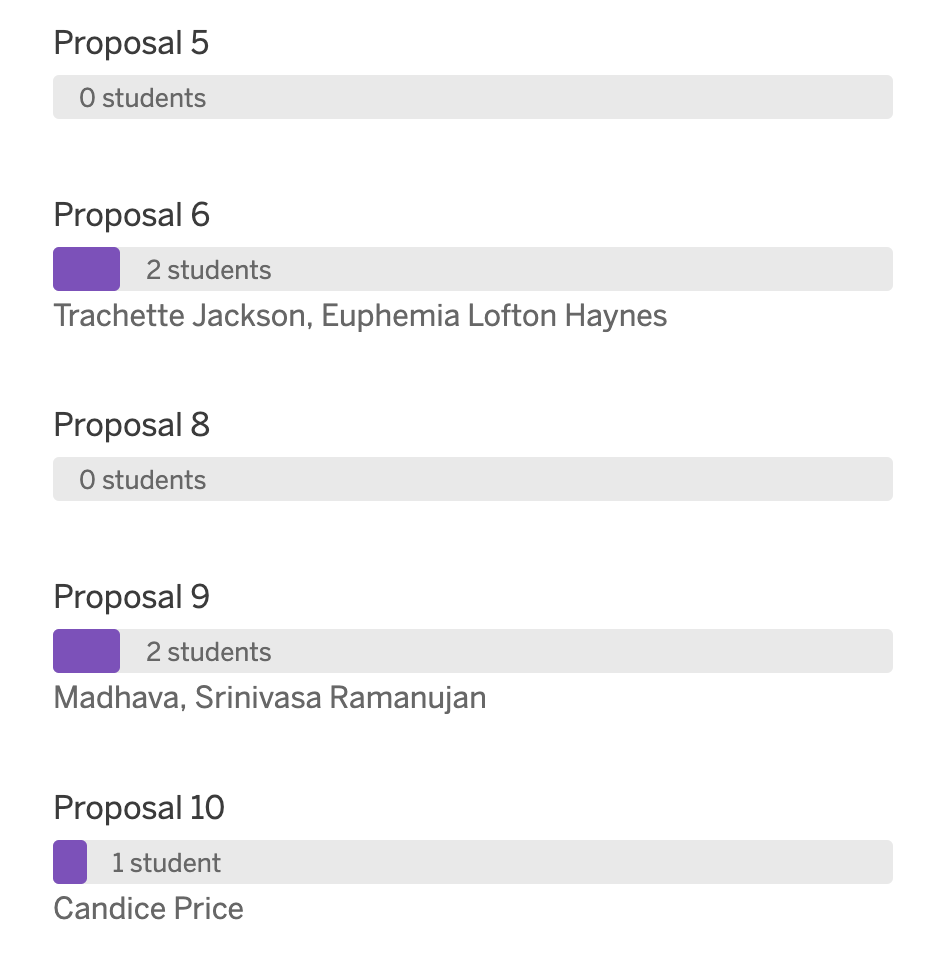 Proposal 5
0 students
Proposal 6
2 students
Trachette Jackson, Euphemia Lofton Haynes
Proposal 8
0 students
Proposal 9
2 students
Madhava, Srinivasa Ramanujan
Proposal 10
1 student
Candice Price